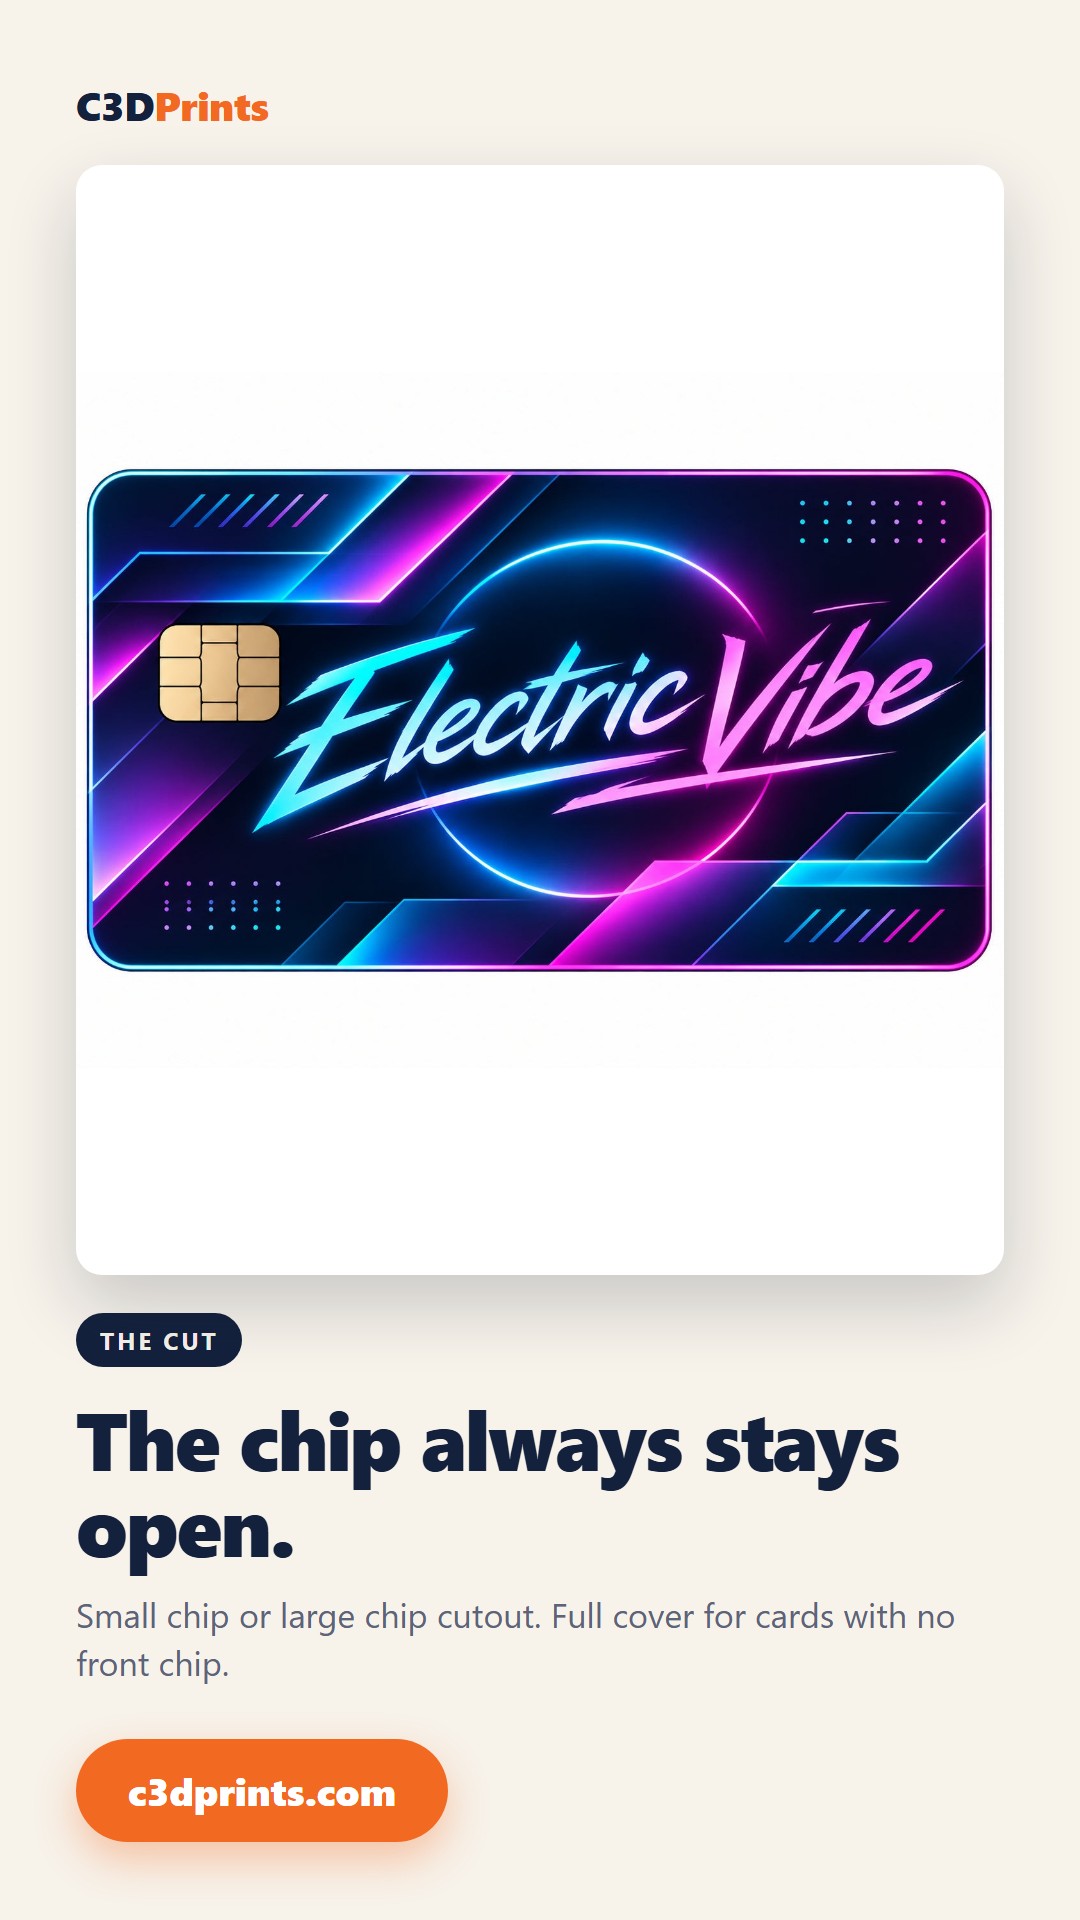 C3DPrints
Electric Vibe
THE CUT
The chip always stays
open.
Small chip or large chip cutout. Full cover for cards with no
front chip.
c3dprints.com